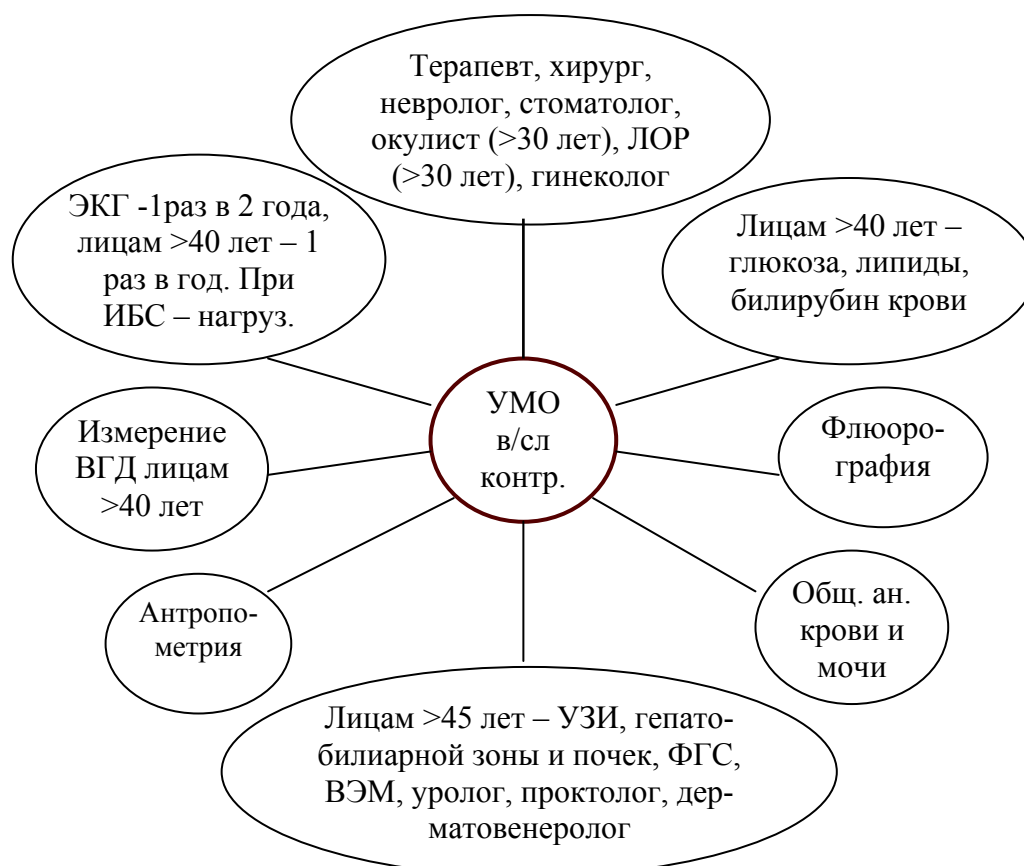 Терапевт, хирург,
невролог, стоматолог,
окулист (>30 лет), ЛОР
(>30 лет), гинеколог
ЭКГ -1раз в 2 года,
лицам >40 лет – 1
раз в год. При
ИБС – нагруз.
Лицам >40 лет –
глюкоза, липиды,
билирубин крови
УМО
в/сл
контр.
Измерение
ВГД лицам
>40 лет
Флюоро-
графия
Антропо-
метрия
Общ. ан.
крови и
мочи
Лицам >45 лет – УЗИ, гепато-
билиарной зоны и почек, ФГС,
ВЭМ, уролог, проктолог, дер-
матовенеролог